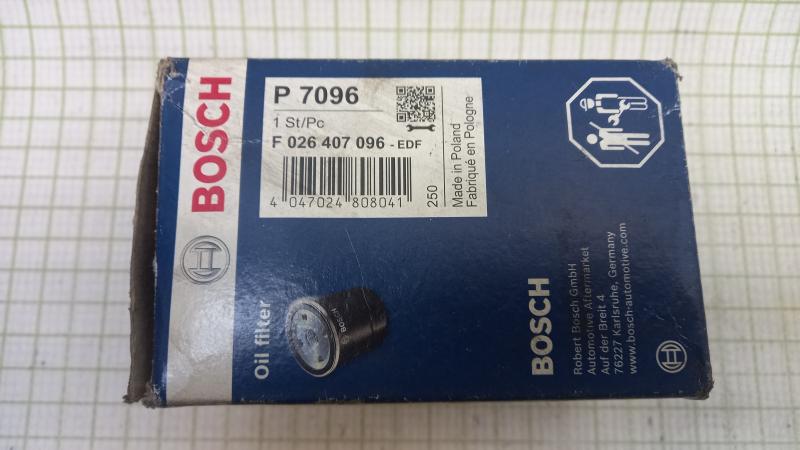 BOSCH
P 7096
1 St/Pc
F 026 407 096 - EDF
4 047024 808041
250
Made in Poland
Fabriqué en Pologne
Oil filter
BOSCH
BOSCH
Robert Bosch GmbH
Automotive Aftermarket
Auf der Breit 4
76227 Karlsruhe, Germany
www.bosch-automotive.com